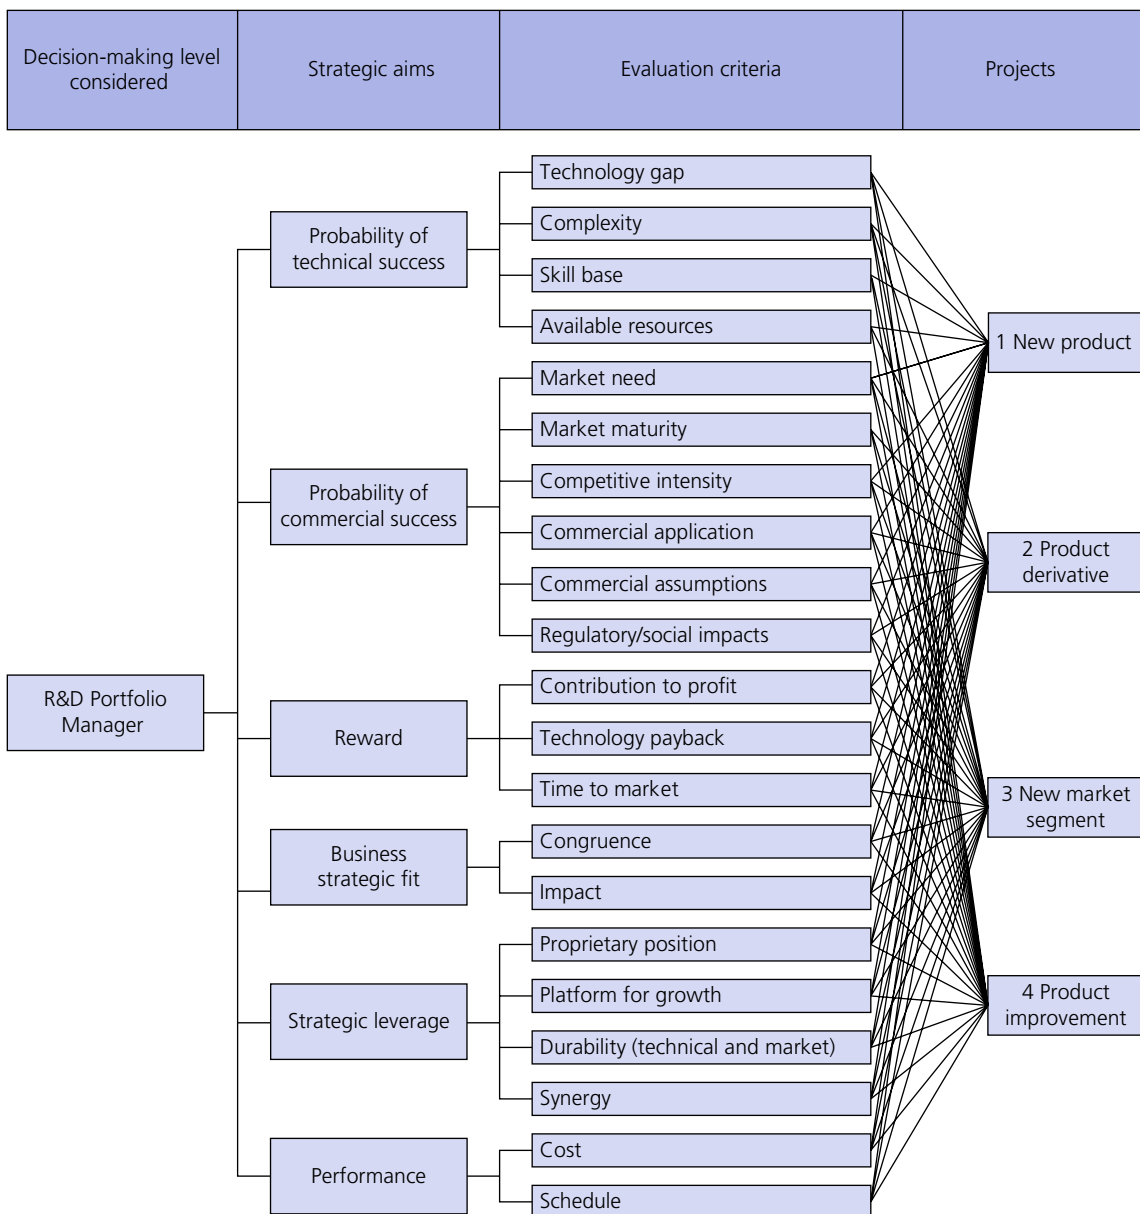 Decision-making level
considered
Strategic aims
Evaluation criteria
Projects
Technology gap
Complexity
Skill base
Available resources
Market need
Market maturity
Competitive intensity
Commercial application
Commercial assumptions
Regulatory/social impacts
Contribution to profit
Technology payback
Time to market
Congruence
Impact
Proprietary position
Platform for growth
Durability (technical and market)
Synergy
Cost
Schedule
Probability of
technical success
Probability of
commercial success
Reward
Business
strategic fit
Strategic leverage
Performance
R&D Portfolio
Manager
1 New product
2 Product
derivative
3 New market
segment
4 Product
improvement